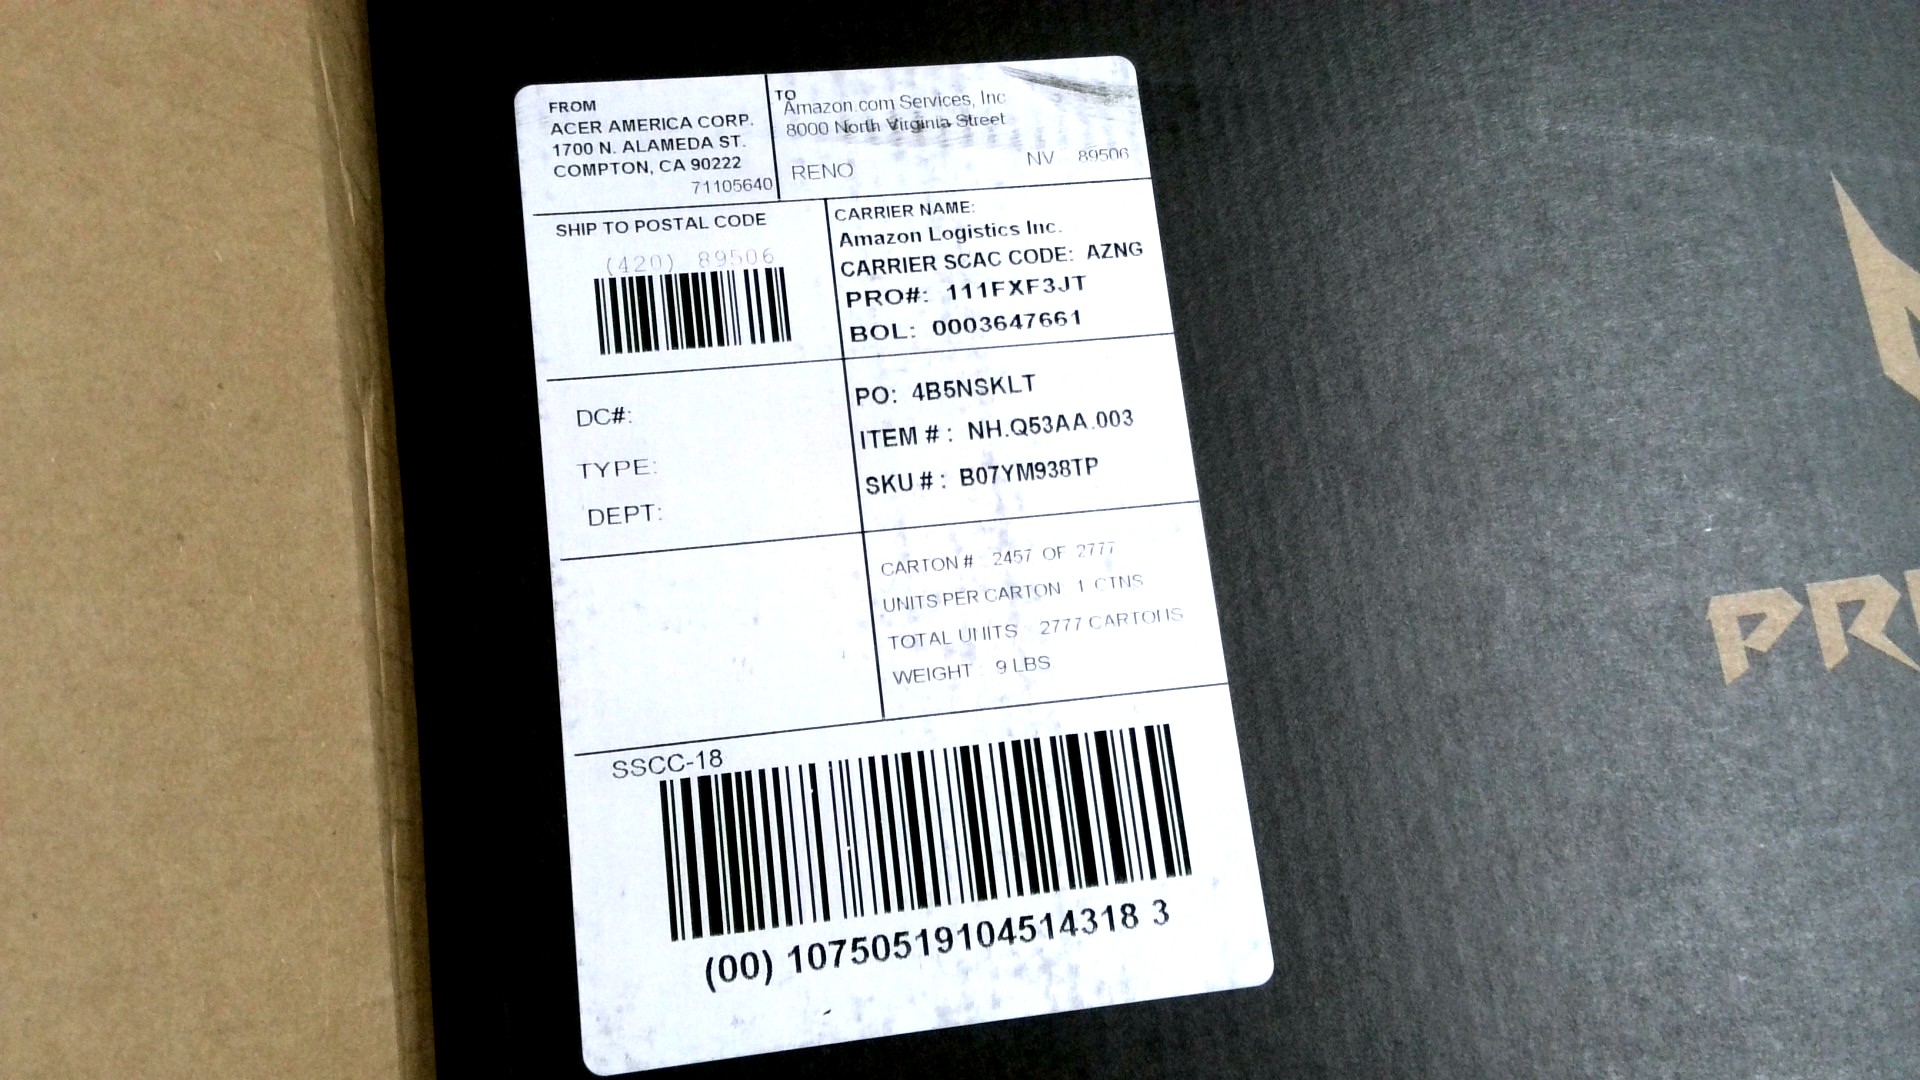 FROM
ACER AMERICA CORP.
1700 N. ALAMEDA ST.
COMPTON, CA 90222
71105640
TO
Amazon.com Services, Inc
8000 North Virginia Street
RENO NV 89506
SHIP TO POSTAL CODE
(420) 89506
CARRIER NAME:
Amazon Logistics Inc.
CARRIER SCAC CODE: AZNG
PRO#: 111FXF3JT
BOL: 0003647661
DC#:
TYPE:
DEPT:
PO: 4B5NSKLT
ITEM #: NH.Q53AA.003
SKU #: B07YM938TP
CARTON # 2457 OF 2777
UNITS PER CARTON 1 CTNS
TOTAL UNITS 2777 CARTONS
WEIGHT : 9 LBS
SSCC-18
(00) 10750519104514318 3
PR